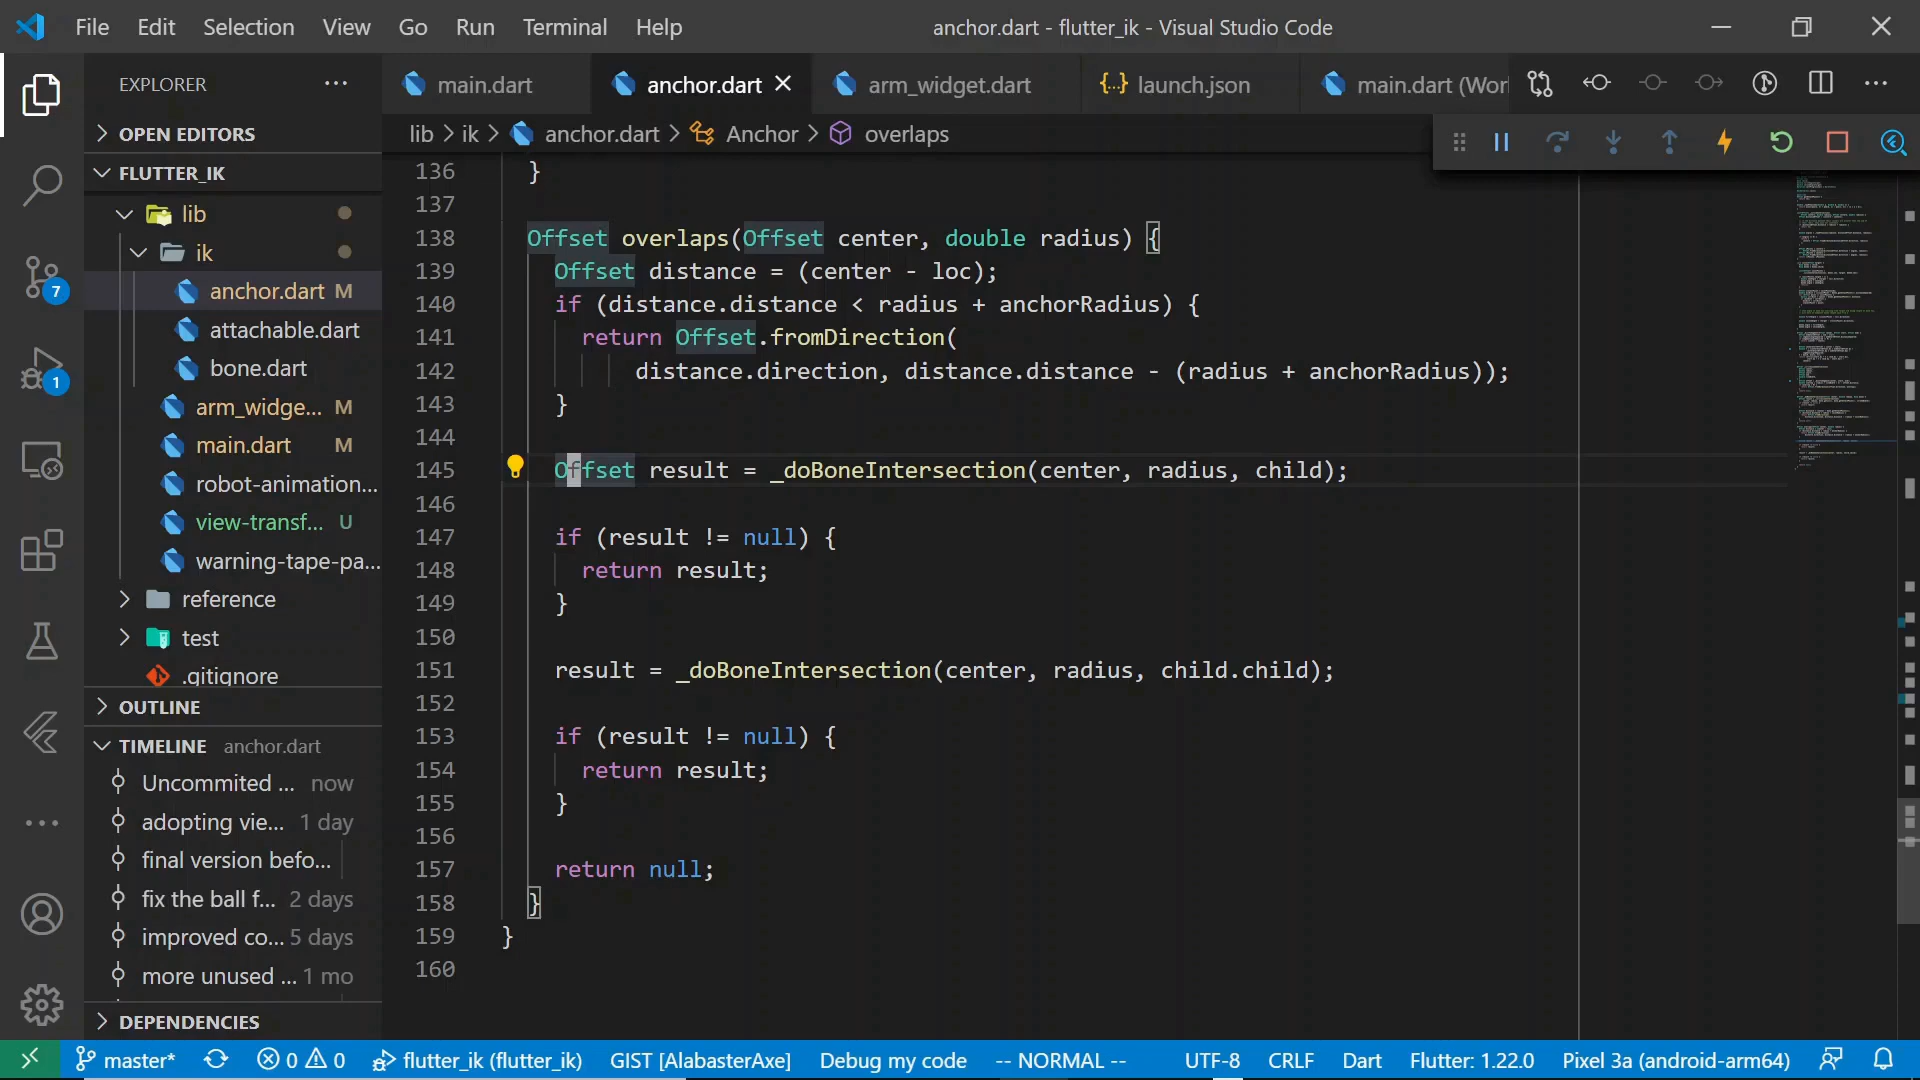 File Edit Selection View Go Run Terminal Help
anchor.dart - flutter_ik - Visual Studio Code
EXPLORER
main.dart
anchor.dart
arm_widget.dart
{..} launch.json
main.dart (Wor
OPEN EDITORS
lib > ik > anchor.dart > Anchor > overlaps
FLUTTER_IK
lib
ik
anchor.dart M
attachable.dart
bone.dart
arm_widge... M
main.dart M
robot-animation...
view-transf... U
warning-tape-pa...
reference
test
.gitignore
OUTLINE
TIMELINE anchor.dart
Uncommited ... now
adopting vie... 1 day
final version befo...
fix the ball f... 2 days
improved co... 5 days
more unused ... 1 mo
DEPENDENCIES
7
1
136 }
137
138 Offset overlaps(Offset center, double radius) {
139 Offset distance = (center - loc);
140 if (distance.distance < radius + anchorRadius) {
141 return Offset.fromDirection(
142 distance.direction, distance.distance - (radius + anchorRadius));
143 }
144
145 Offset result = _doBoneIntersection(center, radius, child);
146
147 if (result != null) {
148 return result;
149 }
150
151 result = _doBoneIntersection(center, radius, child.child);
152
153 if (result != null) {
154 return result;
155 }
156
157 return null;
158 }
159 }
160
master* 0 0 flutter_ik (flutter_ik) GIST [AlabasterAxe] Debug my code -- NORMAL -- UTF-8 CRLF Dart Flutter: 1.22.0 Pixel 3a (android-arm64)